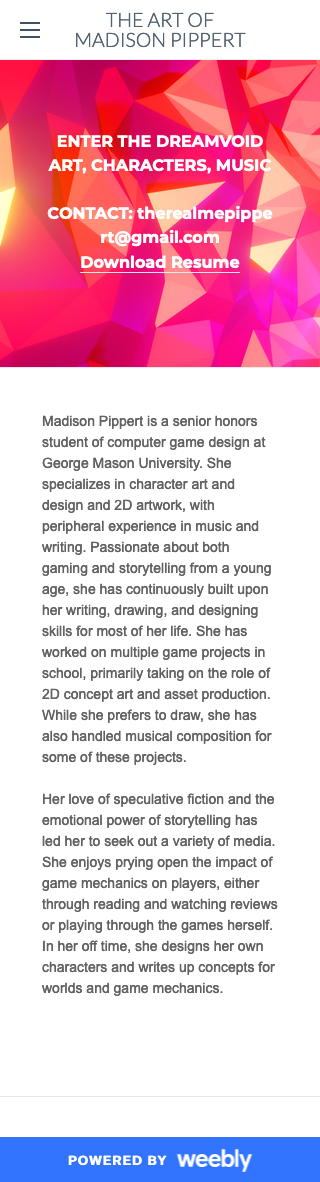 THE ART OF
MADISON PIPPERT
ENTER THE DREAMVOID
ART, CHARACTERS, MUSIC
CONTACT: therealmepippe
rt@gmail.com
Download Resume
Madison Pippert is a senior honors
student of computer game design at
George Mason University. She
specializes in character art and
design and 2D artwork, with
peripheral experience in music and
writing. Passionate about both
gaming and storytelling from a young
age, she has continuously built upon
her writing, drawing, and designing
skills for most of her life. She has
worked on multiple game projects in
school, primarily taking on the role of
2D concept art and asset production.
While she prefers to draw, she has
also handled musical composition for
some of these projects.
Her love of speculative fiction and the
emotional power of storytelling has
led her to seek out a variety of media.
She enjoys prying open the impact of
game mechanics on players, either
through reading and watching reviews
or playing through the games herself.
In her off time, she designs her own
characters and writes up concepts for
worlds and game mechanics.
POWERED BY weebly